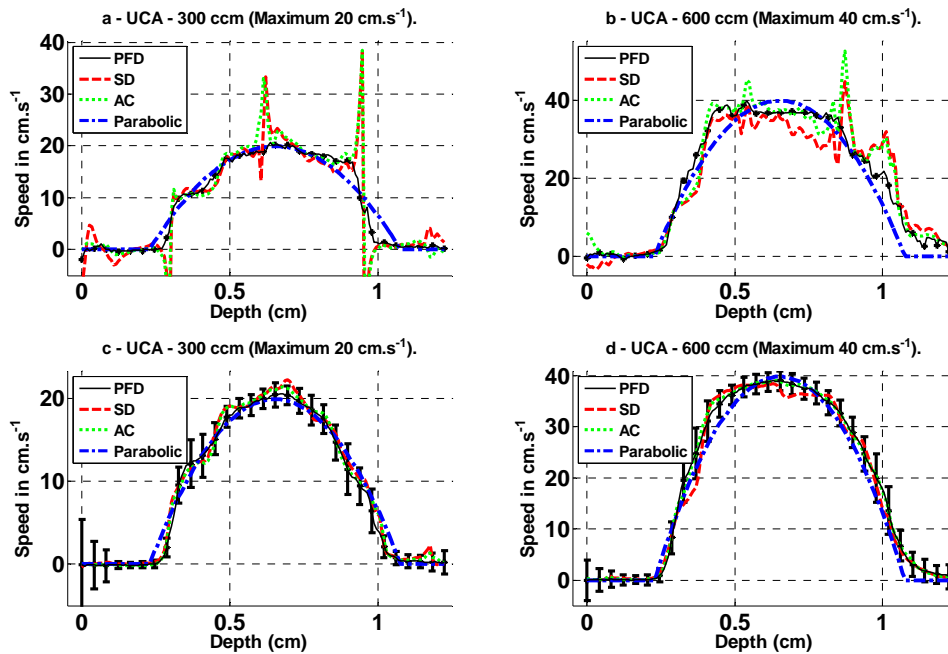 a - UCA - 300 ccm (Maximum 20 cm.s-1).
Speed in cm.s-1
40
30
20
10
0
PFD
SD
AC
Parabolic
0 0.5 1
Depth (cm)
b - UCA - 600 ccm (Maximum 40 cm.s-1).
Speed in cm.s-1
40
20
0
PFD
SD
AC
Parabolic
0 0.5 1
Depth (cm)
c - UCA - 300 ccm (Maximum 20 cm.s-1).
Speed in cm.s-1
20
10
0
PFD
SD
AC
Parabolic
0 0.5 1
Depth (cm)
d - UCA - 600 ccm (Maximum 40 cm.s-1).
Speed in cm.s-1
40
30
20
10
0
PFD
SD
AC
Parabolic
0 0.5 1
Depth (cm)